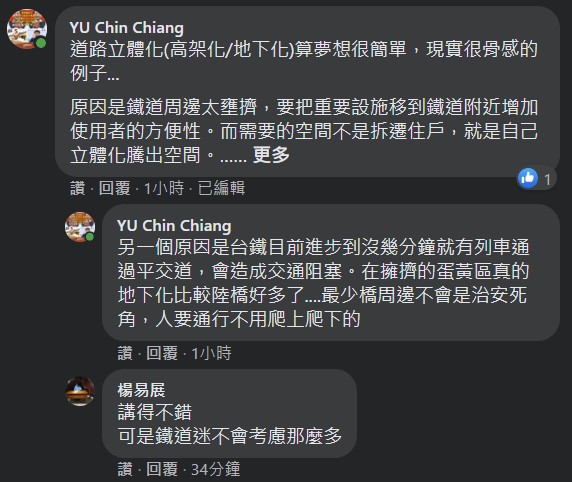 YU Chin Chiang
道路立體化(高架化/地下化)算夢想很簡單，現實很骨感的
例子...
原因是鐵道周邊太壅擠，要把重要設施移到鐵道附近增加
使用者的方便性。而需要的空間不是拆遷住戶，就是自己
立體化騰出空間。...... 更多
1
讚 · 回覆 · 1小時 · 已編輯
YU Chin Chiang
另一個原因是台鐵目前進步到沒幾分鐘就有列車通
過平交道，會造成交通阻塞。在擁擠的蛋黃區真的
地下化比較陸橋好多了....最少橋周邊不會是治安死
角，人要通行不用爬上爬下的
讚 · 回覆 · 1小時
楊易展
講得不錯
可是鐵道迷不會考慮那麼多
讚 · 回覆 · 34分鐘